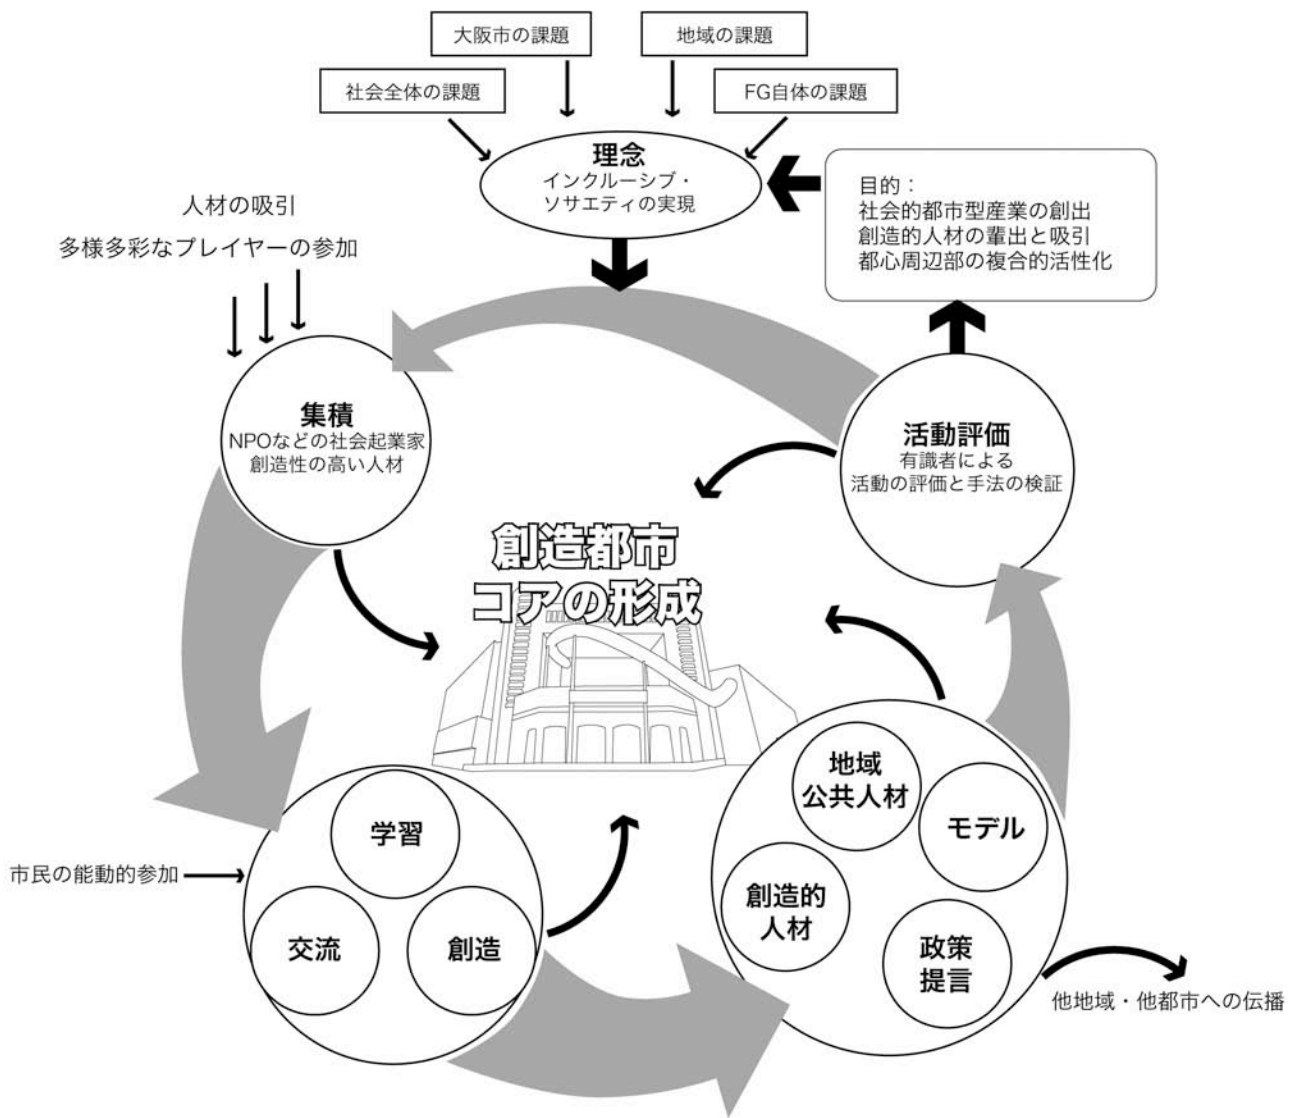 大阪市の課題
地域の課題
社会全体の課題
FG自体の課題
理念
インクルーシブ・
ソサエティの実現
目的：
社会的都市型産業の創出
創造的人材の輩出と吸引
都心周辺部の複合的活性化
人材の吸引
多様多彩なプレイヤーの参加
集積
NPOなどの社会起業家
創造性の高い人材
活動評価
有識者による
活動の評価と手法の検証
創造都市
コアの形成
学習
交流
創造
市民の能動的参加
地域
公共人材
モデル
創造的
人材
政策
提言
他地域・他都市への伝播